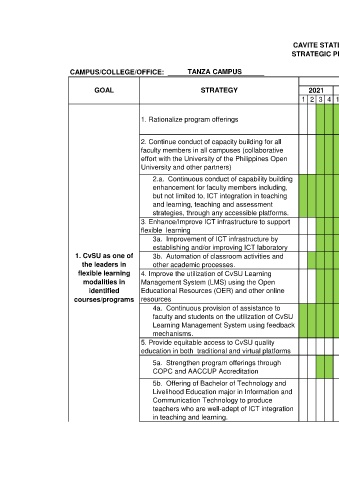 CAVITE STAT
STRATEGIC P
CAMPUS/COLLEGE/OFFICE: TANZA CAMPUS
GOAL STRATEGY 2021
1 2 3 4 1
1. Rationalize program offerings
2. Continue conduct of capacity building for all
faculty members in all campuses (collaborative
effort with the University of the Philippines Open
University and other partners)
2.a. Continuous conduct of capability building
enhancement for faculty members including,
but not limited to, ICT integration in teaching
and learning, teaching and assessment
strategies, through any accessible platforms.
3. Enhance/Improve ICT infrastructure to support
flexible learning
3a. Improvement of ICT infrastructure by
establishing and/or improving ICT laboratory
3b. Automation of classroom activities and
other academic processes.
1. CvSU as one of
the leaders in
flexible learning
modalities in
identified
courses/programs
4. Improve the utilization of CvSU Learning
Management System (LMS) using the Open
Educational Resources (OER) and other online
resources
4a. Continuous provision of assistance to
faculty and students on the utilization of CvSU
Learning Management System using feedback
mechanisms.
5. Provide equitable access to CvSU quality
education in both traditional and virtual platforms
5a. Strengthen program offerings through
COPC and AACCUP Accreditation
5b. Offering of Bachelor of Technology and
Livelihood Education major in Information and
Communication Technology to produce
teachers who are well-adept of ICT integration
in teaching and learning.